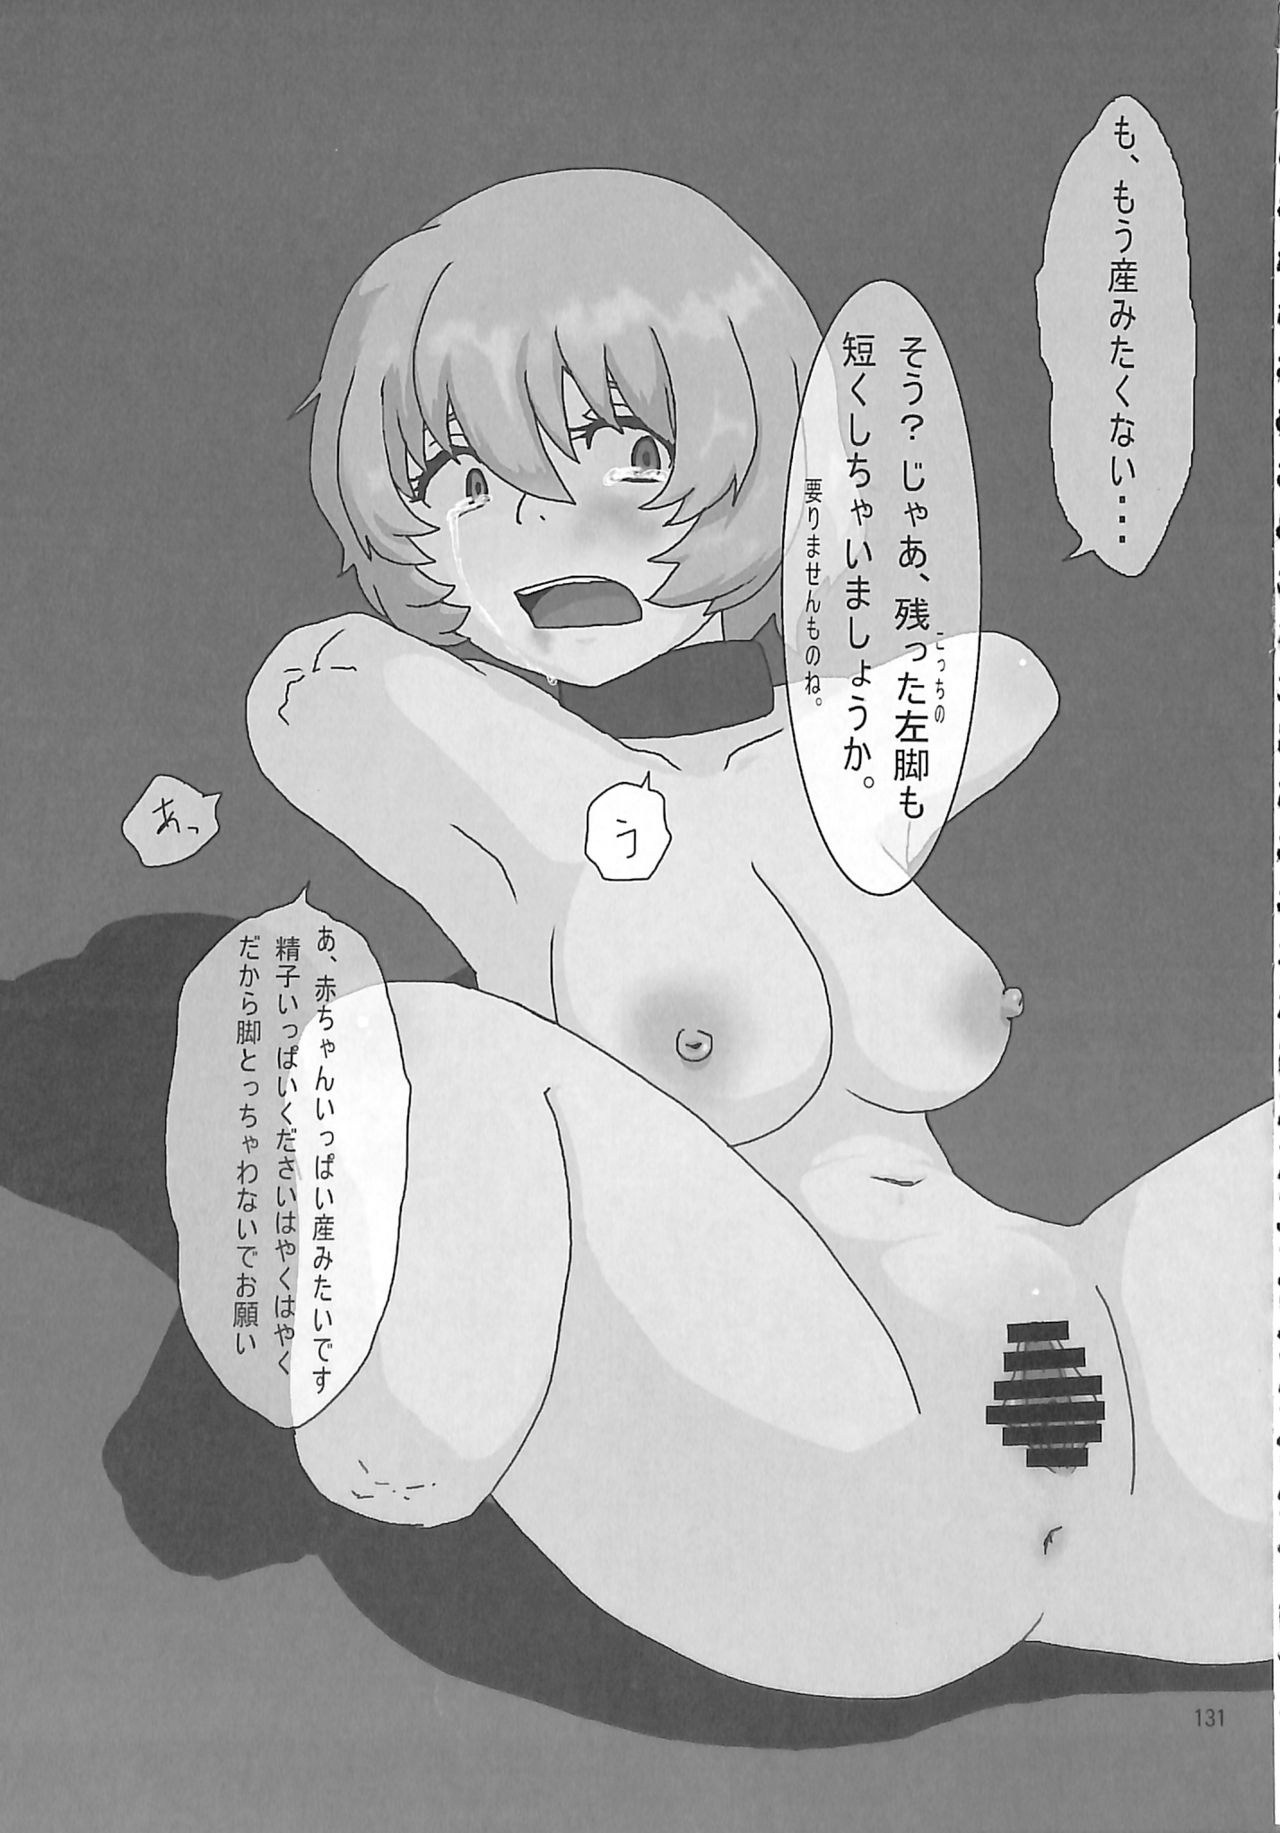 も、もう産みたくない・・・
そう？じゃあ、残った左脚も
こっちの
短くしちゃいましょうか。
要りませんものね。
う
あっ
あ、赤ちゃんいっぱい産みたいです
精子いっぱいくださいはやくはやく
だから脚とっちゃわないでお願い
131